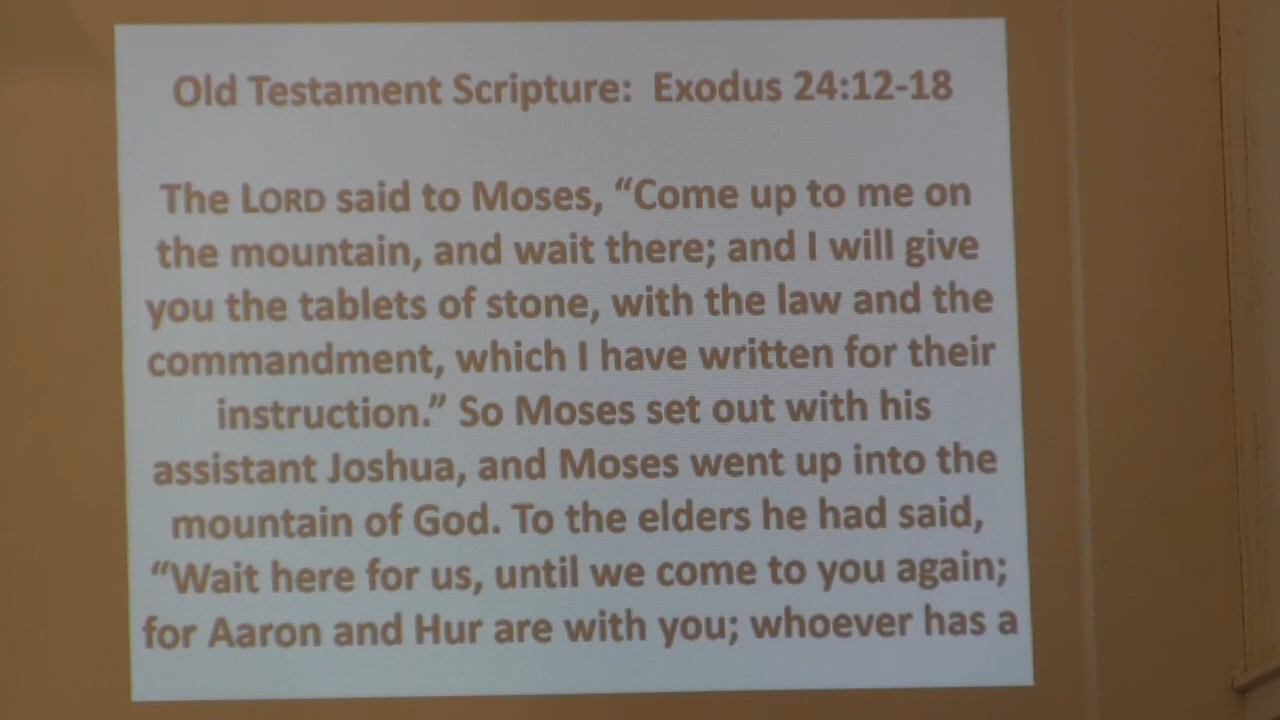 Old Testament Scripture: Exodus 24:12-18
The LORD said to Moses, “Come up to me on
the mountain, and wait there; and I will give
you the tablets of stone, with the law and the
commandment, which I have written for their
instruction.” So Moses set out with his
assistant Joshua, and Moses went up into the
mountain of God. To the elders he had said,
“Wait here for us, until we come to you again;
for Aaron and Hur are with you; whoever has a